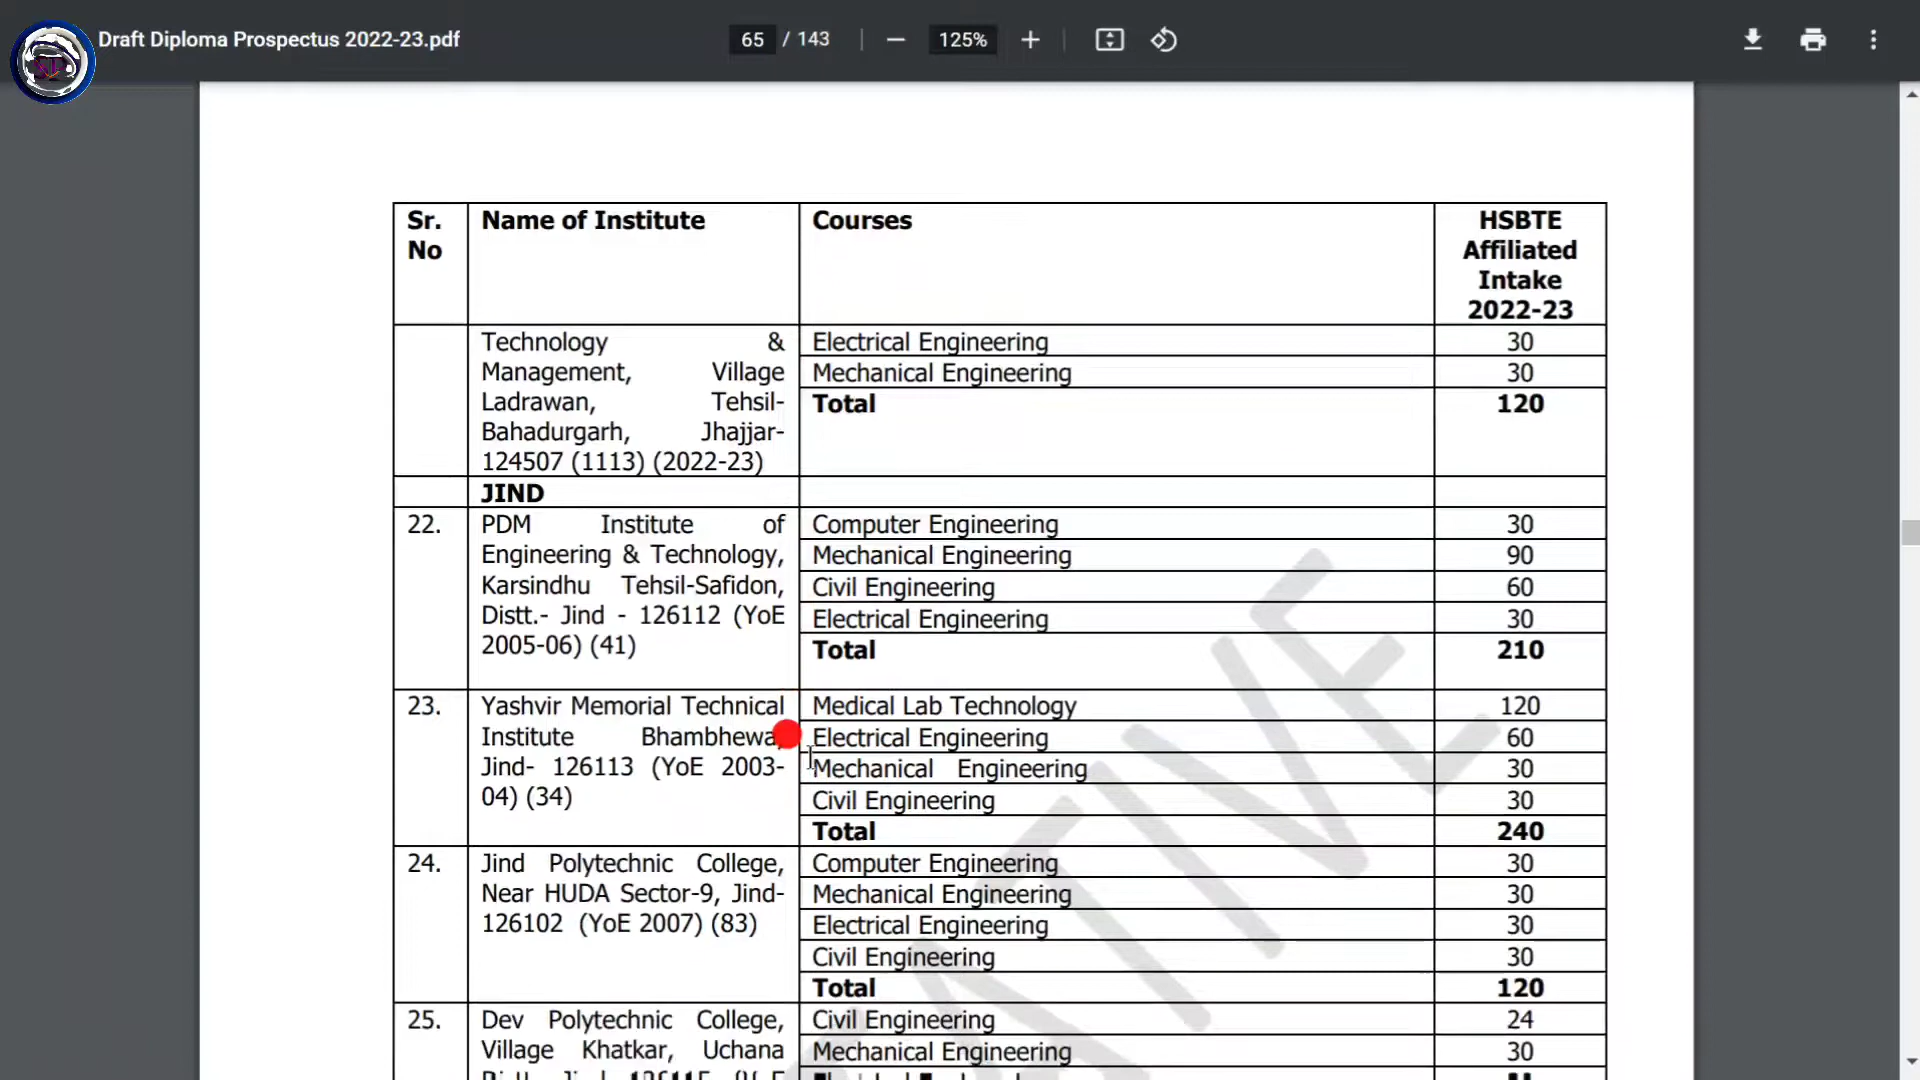 Draft Diploma Prospectus 2022-23.pdf
65 / 143
125%
Sr. No
Name of Institute
Courses
HSBTE Affiliated Intake 2022-23
Technology &
Management, Village
Ladrawan, Tehsil-
Bahadurgarh, Jhajjar-
124507 (1113) (2022-23)
Electrical Engineering 30
Mechanical Engineering 30
Total 120
JIND
22.
PDM Institute of
Engineering & Technology,
Karsindhu Tehsil-Safidon,
Distt.- Jind - 126112 (YoE
2005-06) (41)
Computer Engineering 30
Mechanical Engineering 90
Civil Engineering 60
Electrical Engineering 30
Total 210
23.
Yashvir Memorial Technical
Institute Bhambhewa,
Jind- 126113 (YoE 2003-
04) (34)
Medical Lab Technology 120
Electrical Engineering 60
Mechanical Engineering 30
Civil Engineering 30
Total 240
24.
Jind Polytechnic College,
Near HUDA Sector-9, Jind-
126102 (YoE 2007) (83)
Computer Engineering 30
Mechanical Engineering 30
Electrical Engineering 30
Civil Engineering 30
Total 120
25.
Dev Polytechnic College,
Village Khatkar, Uchana
Civil Engineering 24
Mechanical Engineering 30